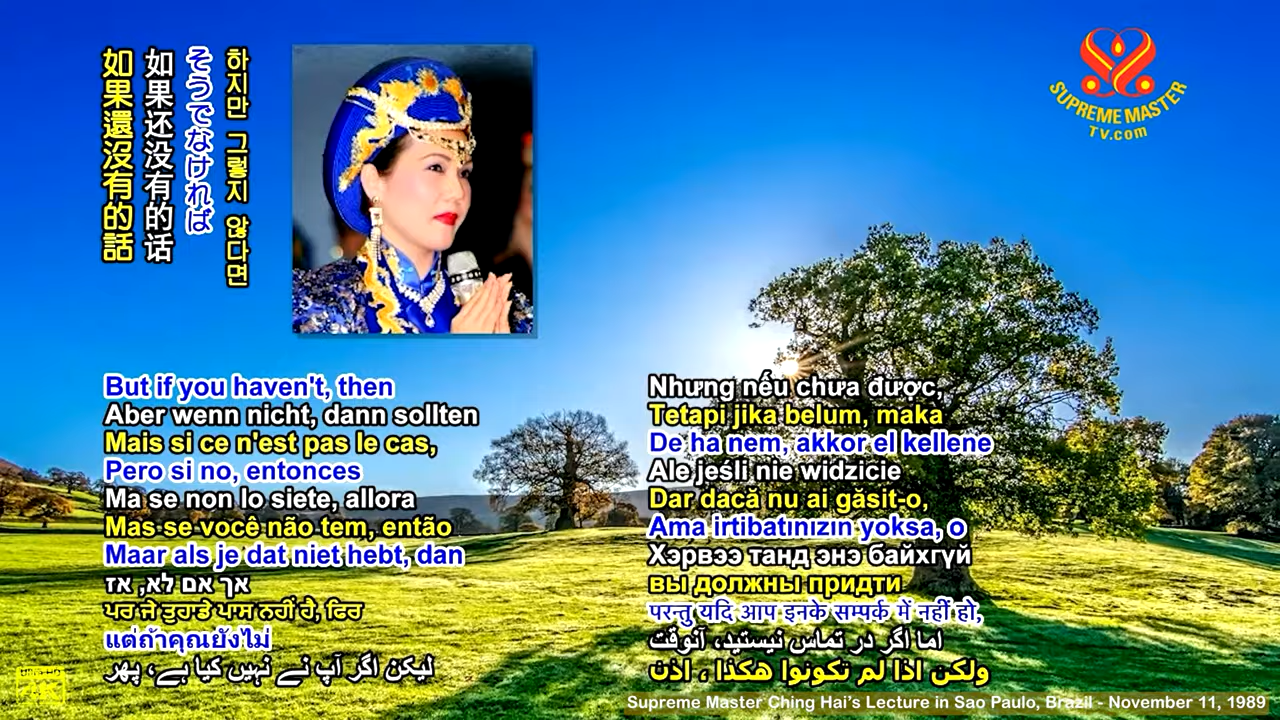 如果還沒有的話
如果还没有的话
そうでなければ
하지만 그렇지 않다면
SUPREME MASTER
TV.com
But if you haven't, then
Aber wenn nicht, dann sollten
Mais si ce n'est pas le cas,
Pero si no, entonces
Ma se non lo siete, allora
Mas se você não tem, então
Maar als je dat niet hebt, dan
אך אם לא, אז
ਪਰ ਜੇ ਤੁਹਾਡੇ ਪਾਸ ਨਹੀਂ ਹੈ, ਫਿਰ
แต่ถ้าคุณยังไม่
لیکن اگر آپ نے نہیں کیا ہے، پھر
Nhưng nếu chưa được,
Tetapi jika belum, maka
De ha nem, akkor el kellene
Ale jeśli nie widzicie
Dar dacă nu ai găsit-o,
Ama irtibatınızın yoksa, o
Хэрвээ танд энэ байхгүй
вы должны придти
परन्तु यदि आप इनके सम्पर्क में नहीं हो,
اما اگر در تماس نیستید، آنوقت
ولكن اذا لم تكونوا هكذا ، اذن
Supreme Master Ching Hai's Lecture in Sao Paulo, Brazil - November 11, 1989